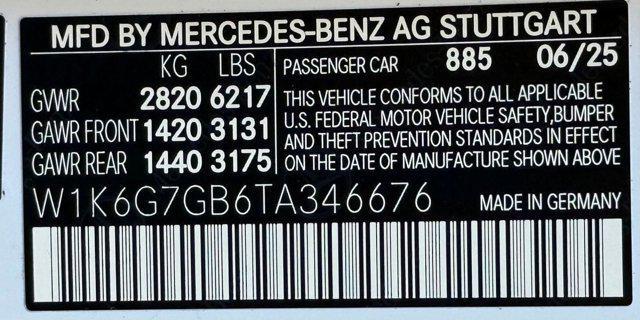 MFD BY MERCEDES-BENZ AG STUTTGART
KG LBS
GVWR 2820 6217
GAWR FRONT 1420 3131
GAWR REAR 1440 3175
PASSENGER CAR 885 06/25
THIS VEHICLE CONFORMS TO ALL APPLICABLE
U.S. FEDERAL MOTOR VEHICLE SAFETY,BUMPER
AND THEFT PREVENTION STANDARDS IN EFFECT
ON THE DATE OF MANUFACTURE SHOWN ABOVE
W1K6G7GB6TA346676
MADE IN GERMANY